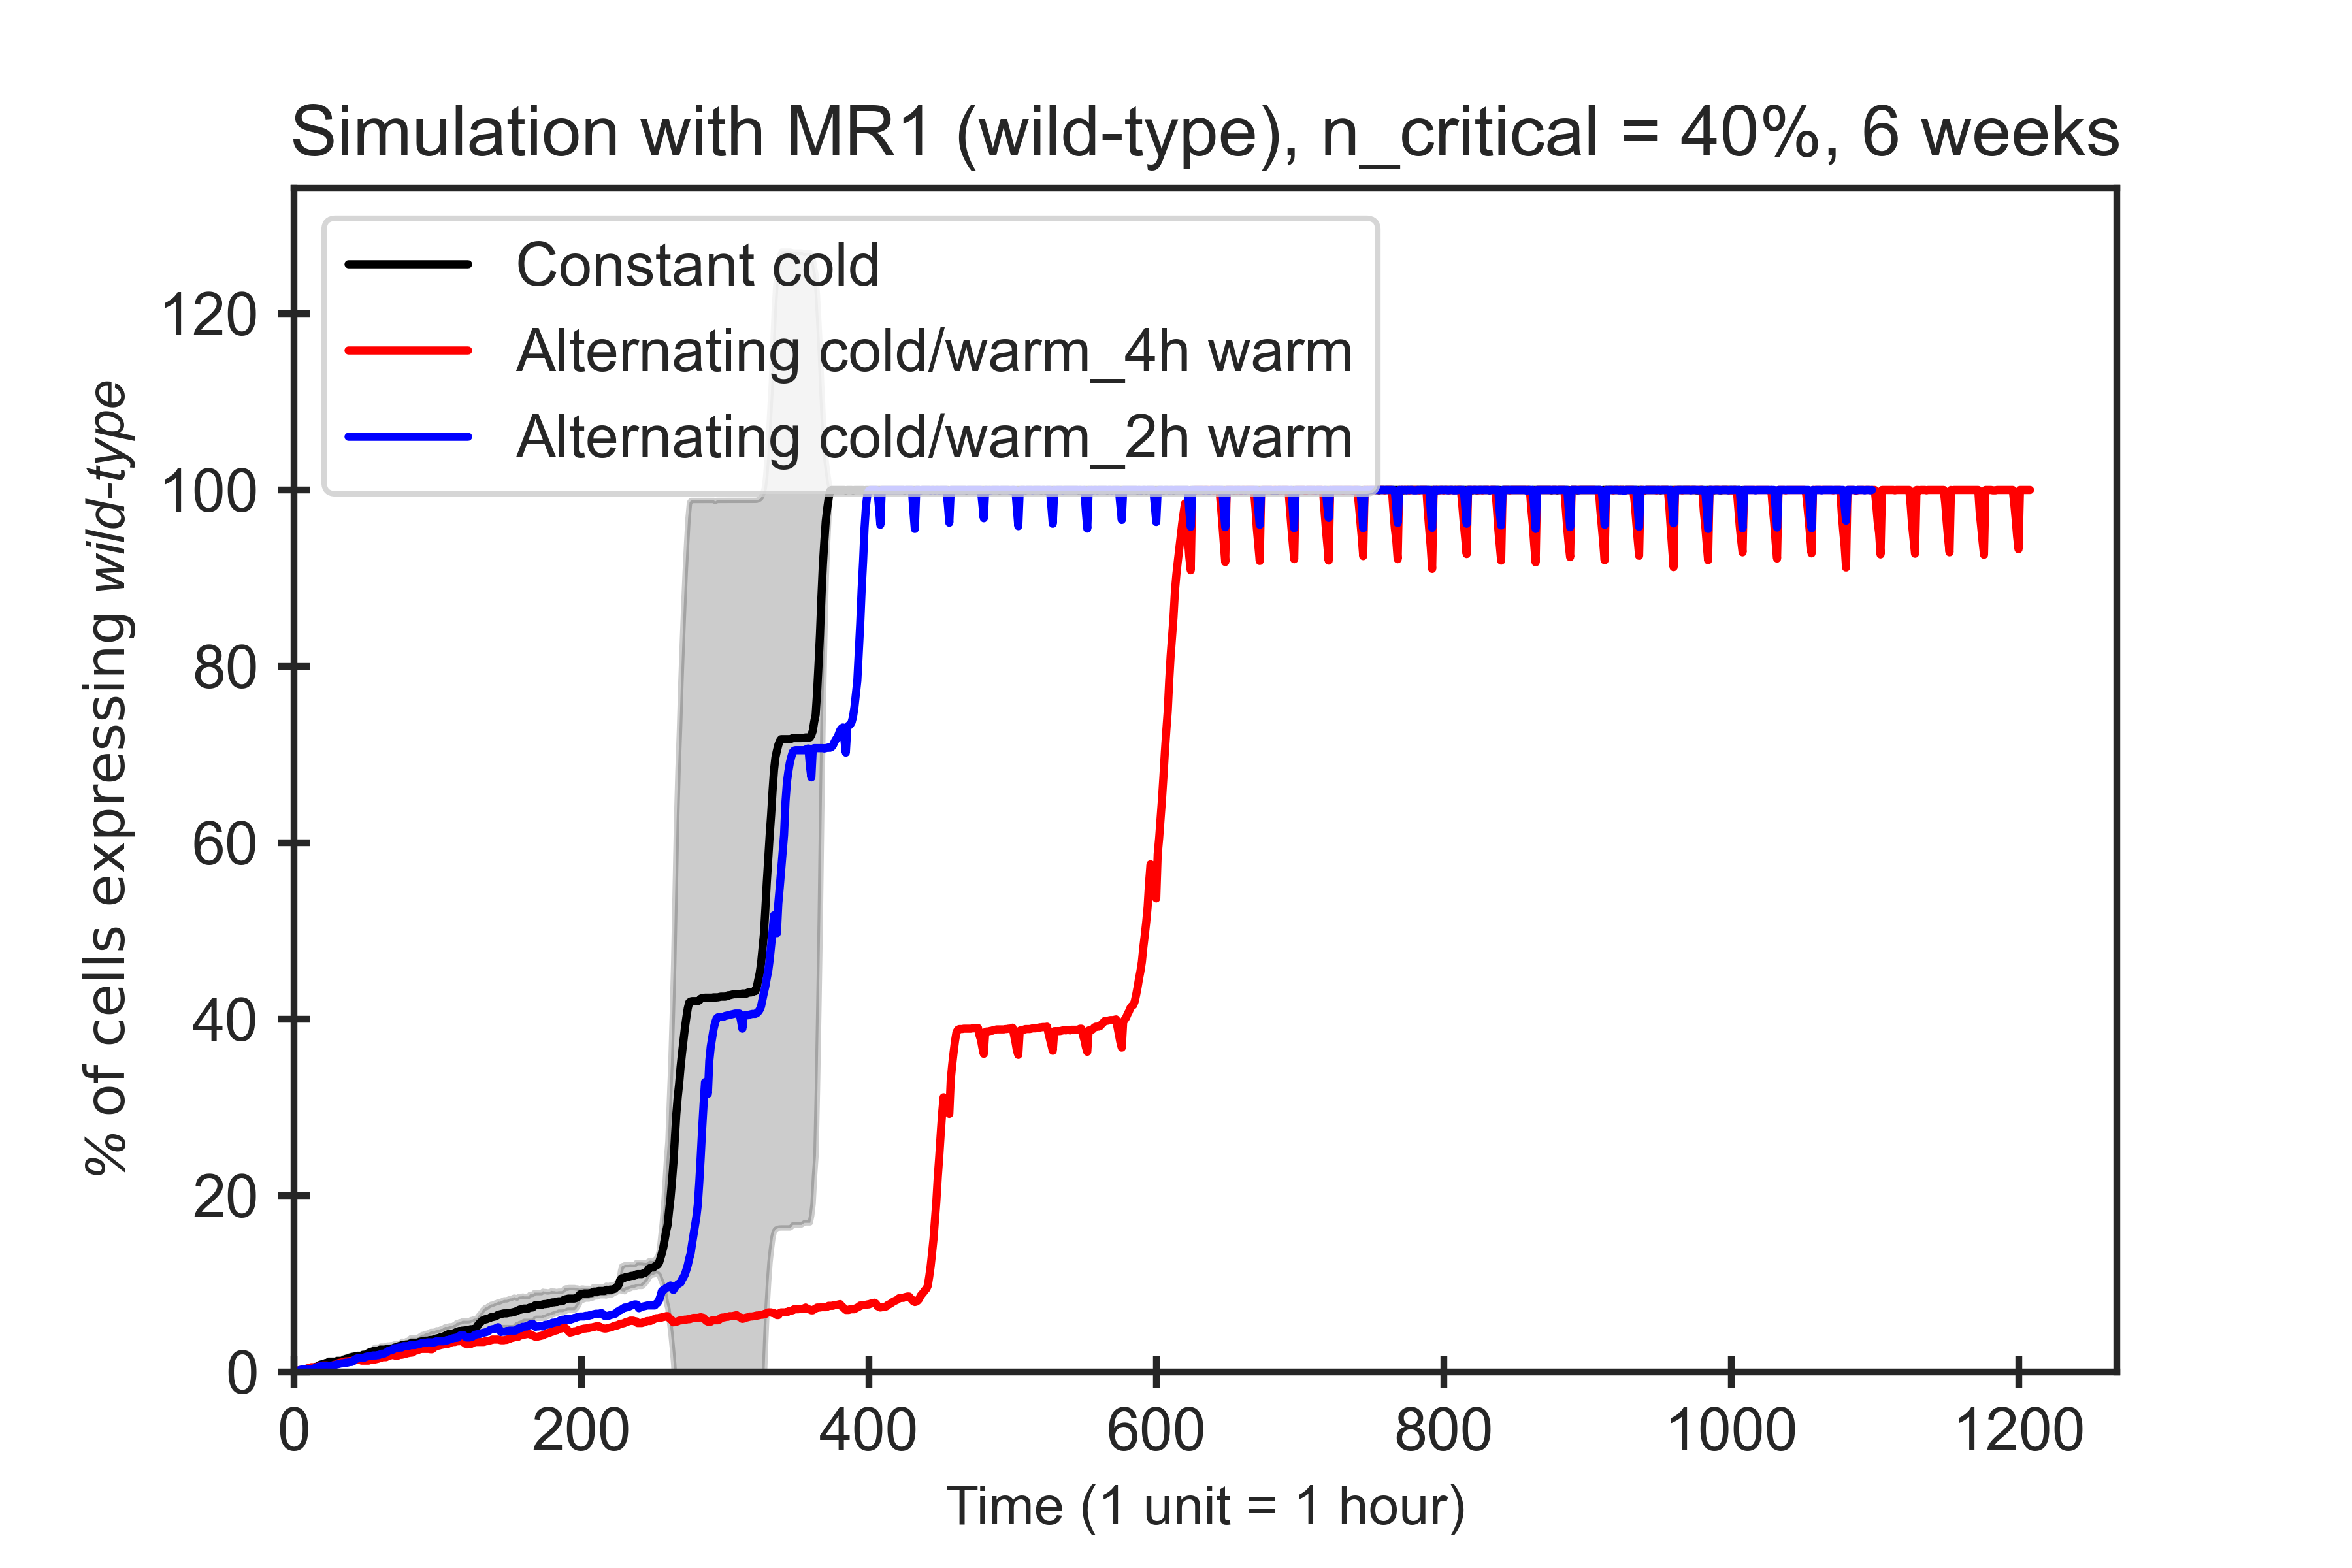 Simulation with MR1 (wild-type), n_critical = 40%, 6 weeks
Constant cold
Alternating cold/warm_4h warm
Alternating cold/warm_2h warm
% of cells expressing wild-type
120
100
80
60
40
20
0
0 200 400 600 800 1000 1200
Time (1 unit = 1 hour)